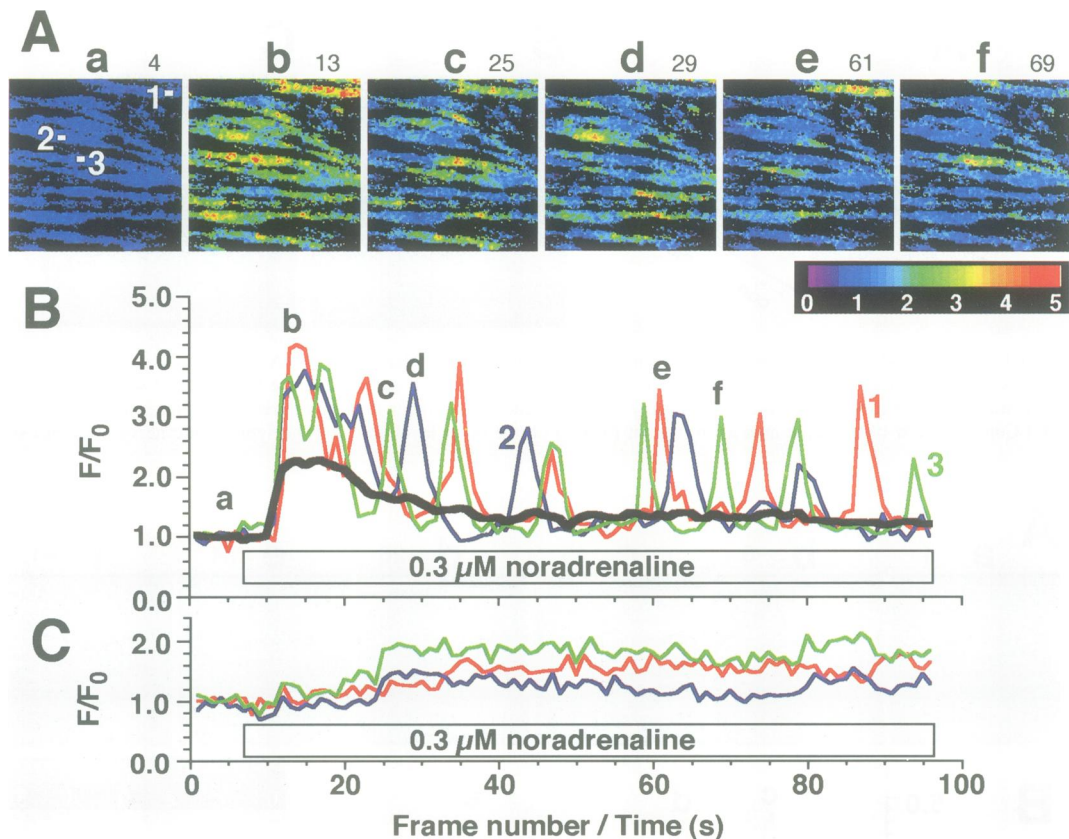 A
a 4 b 13 c 25 d 29 e 61 f 69
1-
2-
-3
0 1 2 3 4 5
B
5.0
4.0
3.0
2.0
1.0
0.0
F/F0
a
b
c
d
2
e
f
1
3
0.3 µM noradrenaline
C
2.0
1.0
0.0
F/F0
0.3 µM noradrenaline
0 20 40 60 80 100
Frame number / Time (s)